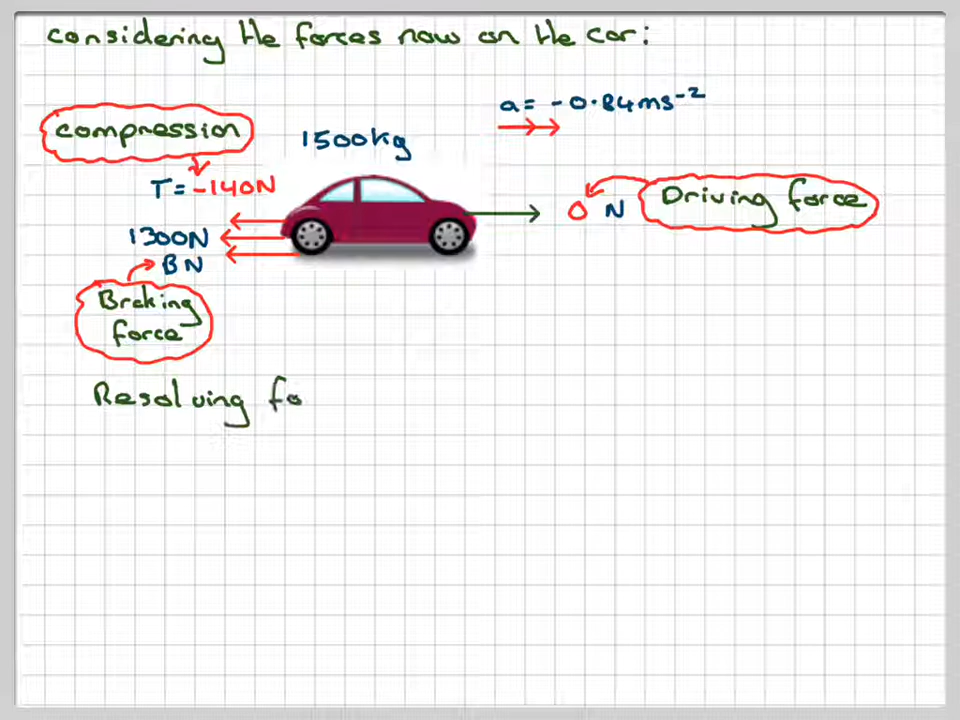 considering the forces now on the car:
a = -0.84ms⁻²
compression
1500kg
T = -140N
0 N
Driving force
1300N
B N
Braking
force
Resolving fo